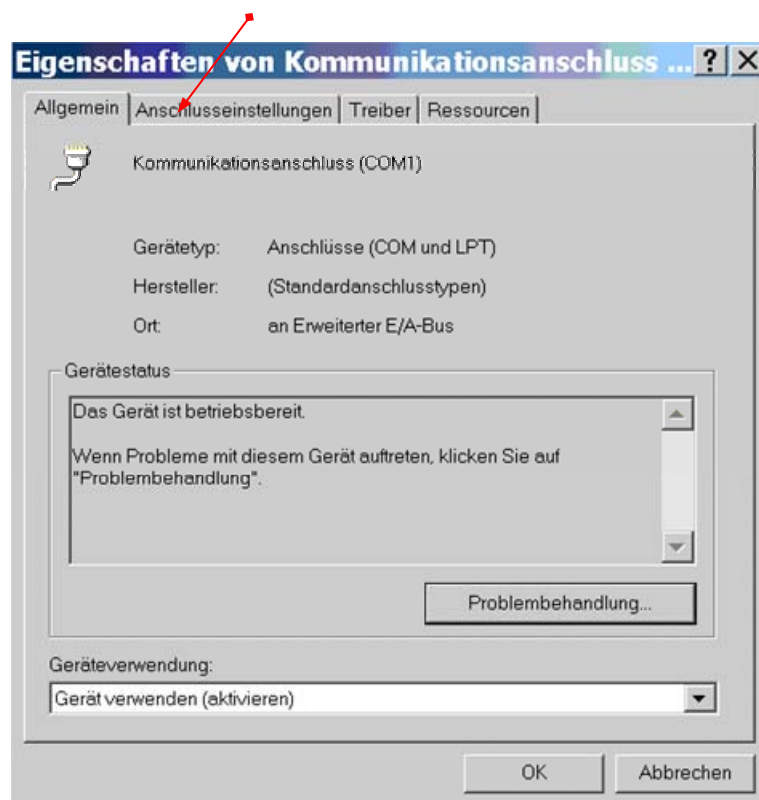 Eigenschaften von Kommunikationsanschluss ...
Allgemein Anschlusseinstellungen Treiber Ressourcen
Kommunikationsanschluss (COM1)
Gerätetyp: Anschlüsse (COM und LPT)
Hersteller: (Standardanschlusstypen)
Ort: an Erweiterter E/A-Bus
Gerätestatus
Das Gerät ist betriebsbereit.
Wenn Probleme mit diesem Gerät auftreten, klicken Sie auf
"Problembehandlung".
Problembehandlung...
Geräteverwendung:
Gerät verwenden (aktivieren)
OK Abbrechen